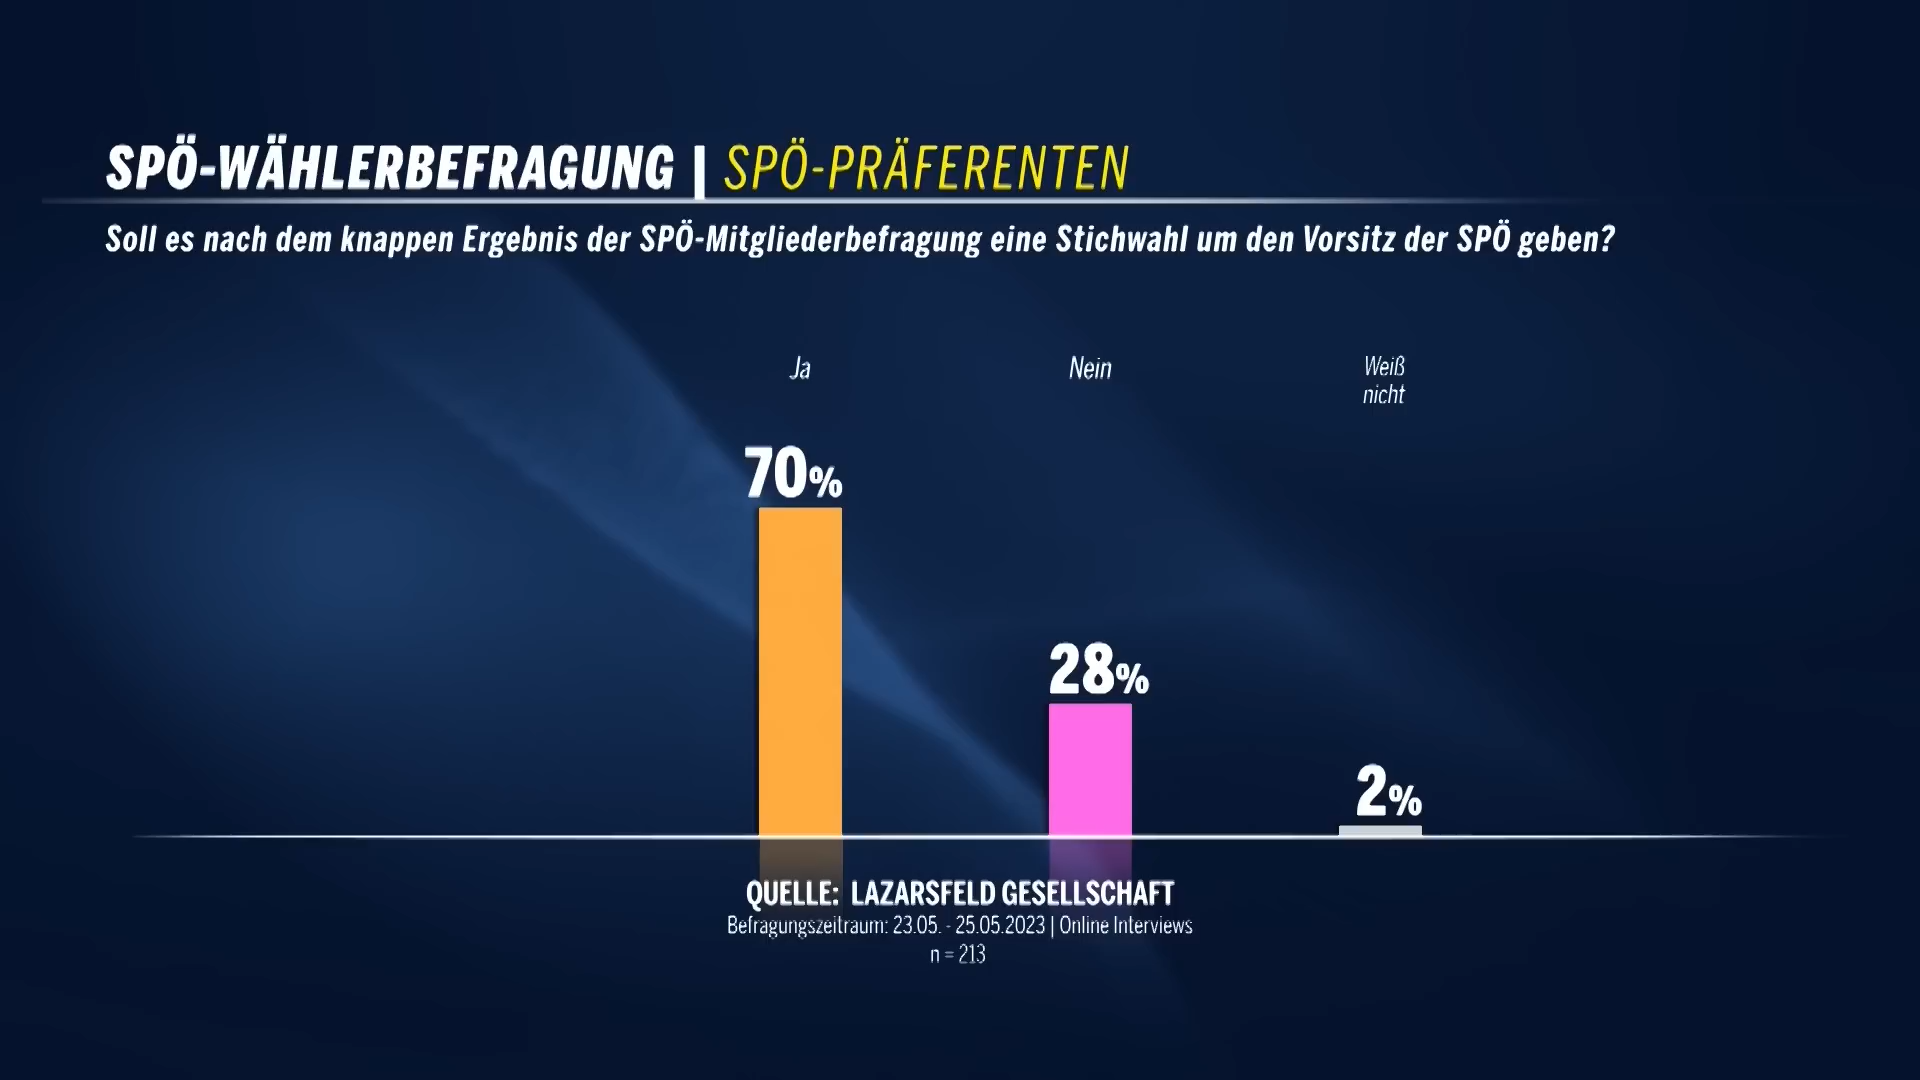 SPÖ-WÄHLERBEFRAGUNG | SPÖ-PRÄFERENTEN
Soll es nach dem knappen Ergebnis der SPÖ-Mitgliederbefragung eine Stichwahl um den Vorsitz der SPÖ geben?
Ja
Nein
Weiß
nicht
70%
28%
2%
QUELLE: LAZARSFELD GESELLSCHAFT
Befragungszeitraum: 23.05. - 25.05.2023 | Online Interviews
n = 213